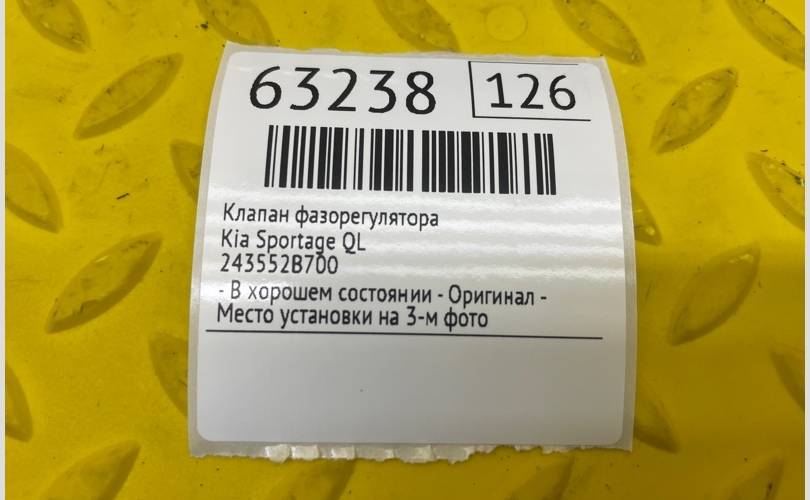 63238 126
Клапан фазорегулятора
Kia Sportage QL
243552B700
- В хорошем состоянии - Оригинал -
Место установки на 3-м фото